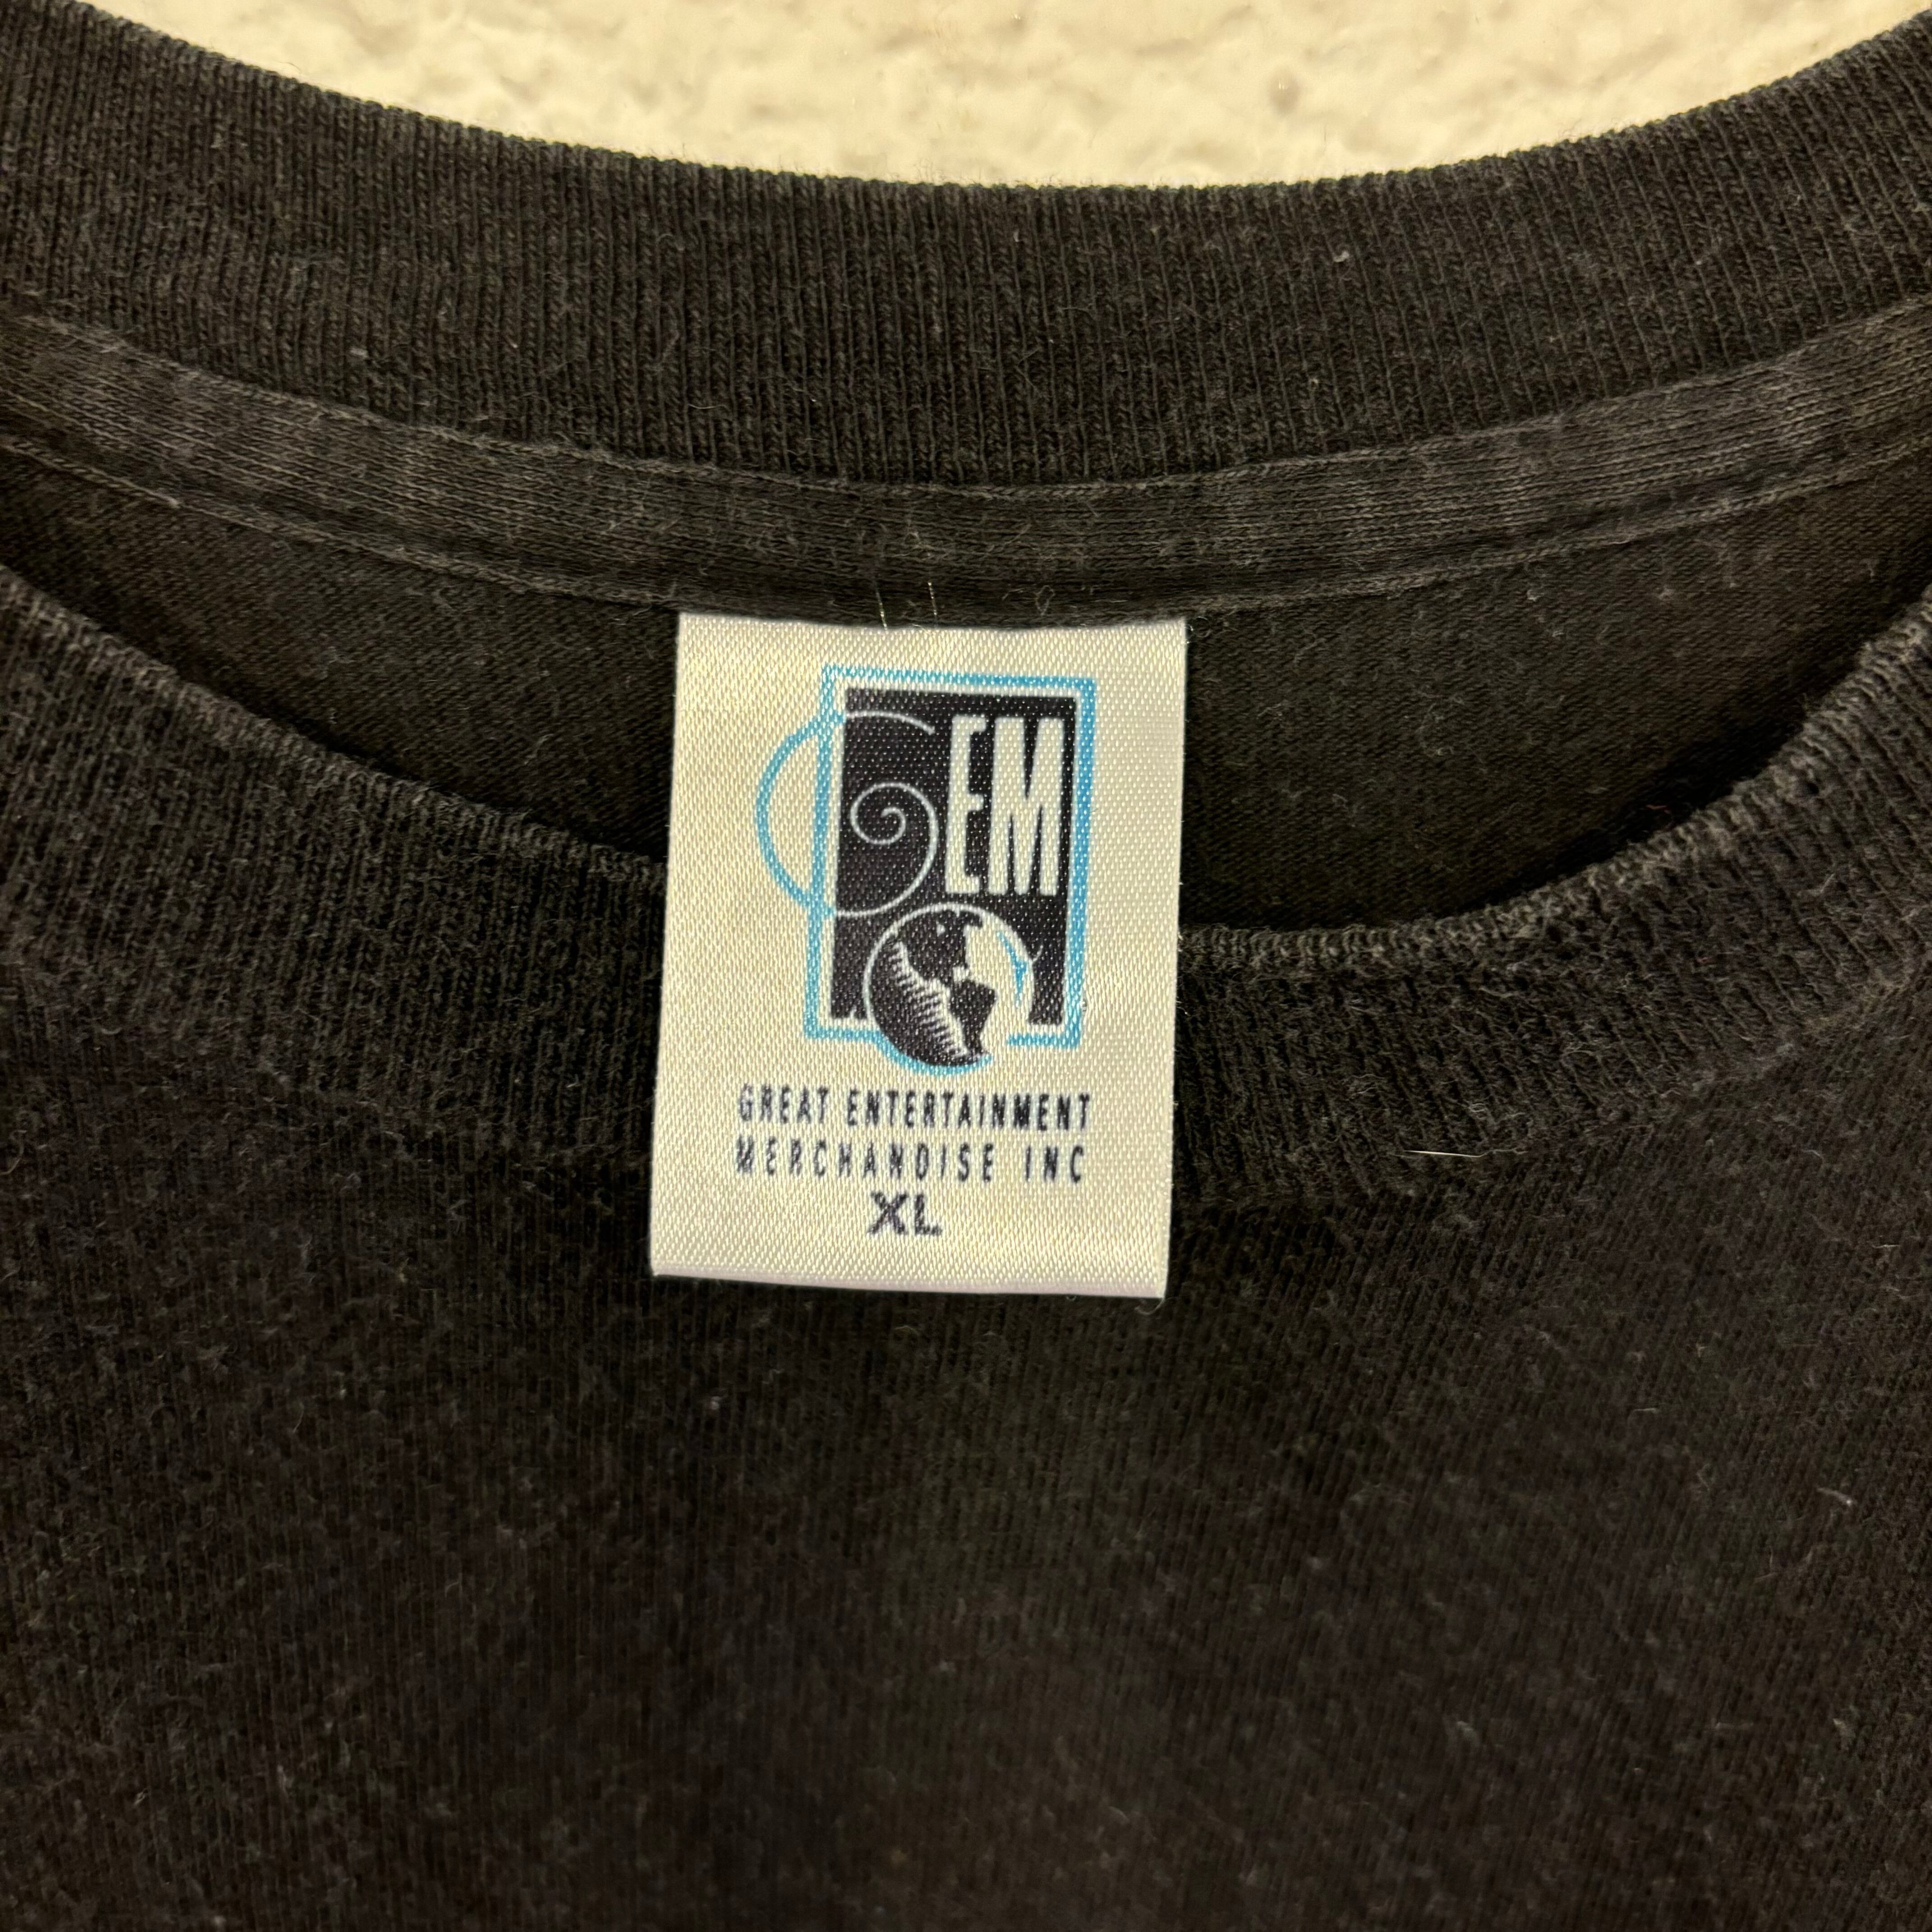 GEM
GREAT ENTERTAINMENT
MERCHANDISE INC
XL